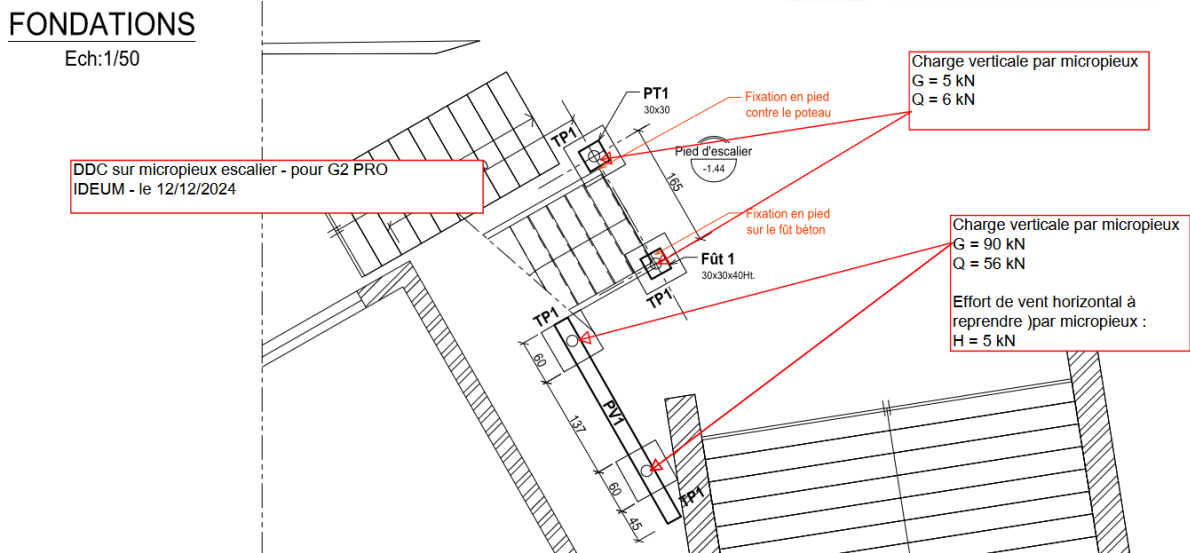 FONDATIONS
Ech:1/50
Charge verticale par micropieux
G = 5 kN
Q = 6 kN
PT1
30x30
Fixation en pied
contre le poteau
TP1
Pied d'escalier
-1.44
DDC sur micropieux escalier - pour G2 PRO
IDEUM - le 12/12/2024
165
Fixation en pied
sur le fût béton
Charge verticale par micropieux
G = 90 kN
Q = 56 kN
Effort de vent horizontal à
reprendre )par micropieux :
H = 5 kN
Fût 1
30x30x40Ht.
TP1
TP1
60
PV1
137
60
TP1
45